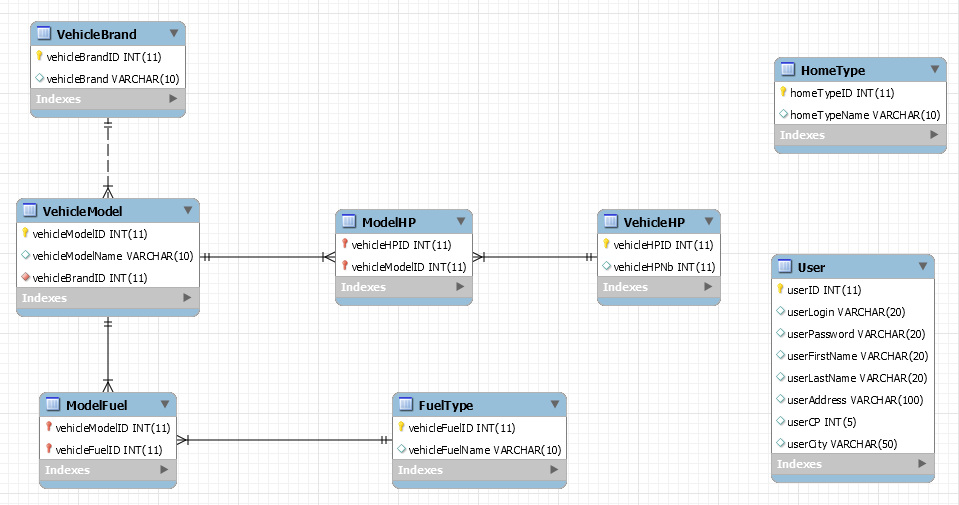 VehicleBrand
vehicleBrandID INT(11)
vehicleBrand VARCHAR(10)
Indexes
HomeType
homeTypeID INT(11)
homeTypeName VARCHAR(10)
Indexes
VehicleModel
vehicleModelID INT(11)
vehicleModelName VARCHAR(10)
vehicleBrandID INT(11)
Indexes
ModelHP
vehicleHPID INT(11)
vehicleModelID INT(11)
Indexes
VehicleHP
vehicleHPID INT(11)
vehicleHPNb INT(11)
Indexes
User
userID INT(11)
userLogin VARCHAR(20)
userPassword VARCHAR(20)
userFirstName VARCHAR(20)
userLastName VARCHAR(20)
userAddress VARCHAR(100)
userCP INT(5)
userCity VARCHAR(50)
Indexes
ModelFuel
vehicleModelID INT(11)
vehicleFuelID INT(11)
Indexes
FuelType
vehicleFuelID INT(11)
vehicleFuelName VARCHAR(10)
Indexes